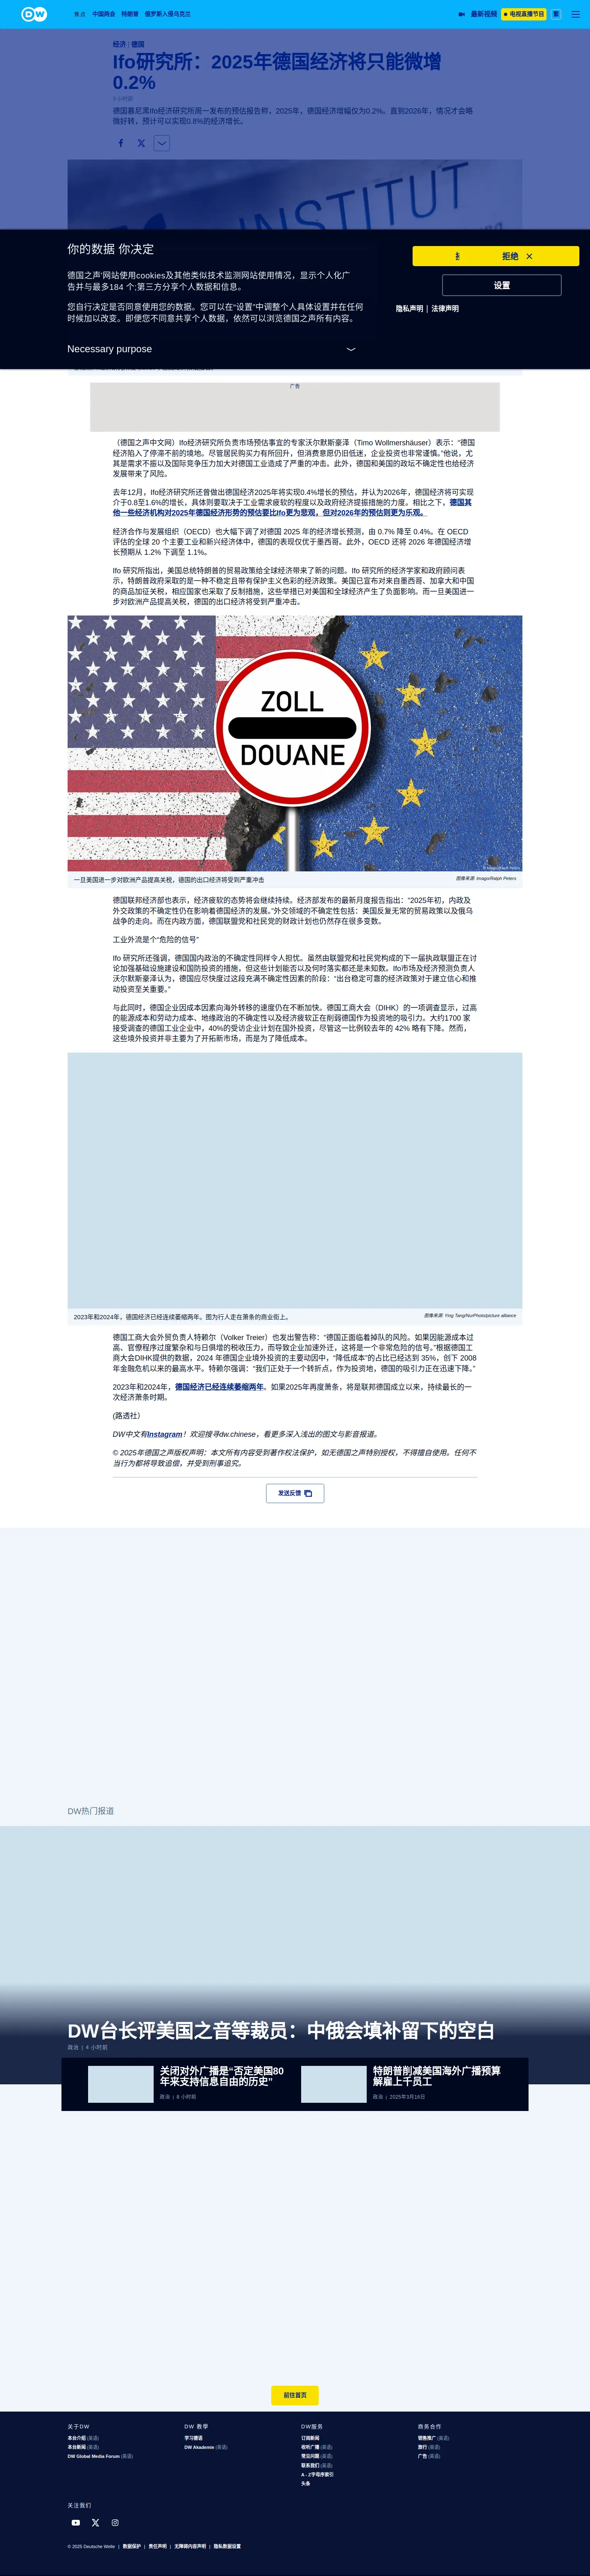 DW
焦点 中国两会 特朗普 俄罗斯入侵乌克兰
最新视频 电视直播节目 繁
经济 | 德国
Ifo研究所：2025年德国经济将只能微增
0.2%
德国慕尼黑Ifo经济研究所周一发布的预估报告称，2025年，德国经济增幅仅为0.2%。直到2026年，情况才会略
微好转，预计可以实现0.8%的经济增长。
INSTITUT
你的数据 你决定
德国之声'网站使用cookies及其他类似技术监测网站使用情况，显示个人化广
告并与最多184 个;第三方分享个人数据和信息。
您自行决定是否同意使用您的数据。您可以在“设置”中调整个人具体设置并在任何
时候加以改变。即便您不同意共享个人数据，依然可以浏览德国之声所有内容。
拒绝
设置
隐私声明 | 法律声明
Necessary purpose
广告
（德国之声中文网）Ifo经济研究所负责市场预估事宜的专家沃尔默斯豪泽（Timo Wollmershäuser）表示：“德国
经济陷入了停滞不前的境地。尽管居民购买力有所回升，但消费意愿仍旧低迷，企业投资也非常谨慎。”他说，尤
其是需求不振以及国际竞争压力加大对德国工业造成了严重的冲击。此外，德国和美国的政坛不确定性也给经济
发展带来了风险。
去年12月，Ifo经济研究所还曾做出德国经济2025年将实现0.4%增长的预估，并认为2026年，德国经济将可实现
介于0.8至1.6%的增长，具体则要取决于工业需求疲软的程度以及政府经济提振措施的力度。相比之下，德国其
他一些经济机构对2025年德国经济形势的预估要比Ifo更为悲观，但对2026年的预估则更为乐观。
经济合作与发展组织（OECD）也大幅下调了对德国 2025 年的经济增长预测，由 0.7% 降至 0.4%。在 OECD
评估的全球 20 个主要工业和新兴经济体中，德国的表现仅优于墨西哥。此外，OECD 还将 2026 年德国经济增
长预期从 1.2% 下调至 1.1%。
Ifo 研究所指出，美国总统特朗普的贸易政策给全球经济带来了新的问题。Ifo 研究所的经济学家和政府顾问表
示，特朗普政府采取的是一种不稳定且带有保护主义色彩的经济政策。美国已宣布对来自墨西哥、加拿大和中国
的商品加征关税，相应国家也采取了反制措施，这些举措已对美国和全球经济产生了负面影响。而一旦美国进一
步对欧洲产品提高关税，德国的出口经济将受到严重冲击。
ZOLL
DOUANE
一旦美国进一步对欧洲产品提高关税，德国的出口经济将受到严重冲击
图像来源: Imago/Ralph Peters
德国联邦经济部也表示，经济疲软的态势将会继续持续。经济部发布的最新月度报告指出：“2025年初，内政及
外交政策的不确定性仍在影响着德国经济的发展。”外交领域的不确定性包括：美国反复无常的贸易政策以及俄乌
战争的走向。而在内政方面，德国联盟党和社民党的财政计划也仍然存在很多变数。
工业外流是个“危险的信号”
Ifo 研究所还强调，德国国内政治的不确定性同样令人担忧。虽然由联盟党和社民党构成的下一届执政联盟正在讨
论加强基础设施建设和国防投资的措施，但这些计划能否以及何时落实都还是未知数。Ifo市场及经济预测负责人
沃尔默斯豪泽认为，德国应尽快度过这段充满不确定性因素的阶段：“出台稳定可靠的经济政策对于建立信心和推
动投资至关重要。”
与此同时，德国企业因成本因素向海外转移的速度仍在不断加快。德国工商大会（DIHK）的一项调查显示，过高
的能源成本和劳动力成本、地缘政治的不确定性以及经济疲软正在削弱德国作为投资地的吸引力。大约1700 家
接受调查的德国工业企业中，40%的受访企业计划在国外投资，尽管这一比例较去年的 42% 略有下降。然而，
这些境外投资并非主要为了开拓新市场，而是为了降低成本。
2023年和2024年，德国经济已经连续萎缩两年。图为行人走在萧条的商业街上。
图像来源: Ying Tang/NurPhoto/picture alliance
德国工商大会外贸负责人特赖尔（Volker Treier）也发出警告称：“德国正面临着掉队的风险。如果因能源成本过
高、官僚程序过度繁杂和与日俱增的税收压力，而导致企业加速外迁，这将是一个非常危险的信号。”根据德国工
商大会DIHK提供的数据，2024 年德国企业境外投资的主要动因中，“降低成本”的占比已经达到 35%，创下 2008
年金融危机以来的最高水平。特赖尔强调：“我们正处于一个转折点，作为投资地，德国的吸引力正在迅速下降。”
2023年和2024年，德国经济已经连续萎缩两年。如果2025年再度萧条，将是联邦德国成立以来，持续最长的一
次经济萧条时期。
(路透社）
DW中文有Instagram！欢迎搜寻dw.chinese，看更多深入浅出的图文与影音报道。
© 2025年德国之声版权声明：本文所有内容受到著作权法保护，如无德国之声特别授权，不得擅自使用。任何不
当行为都将导致追偿，并受到刑事追究。
发送反馈
DW热门报道
DW台长评美国之音等裁员：中俄会填补留下的空白
政治 | 4 小时前
关闭对外广播是“否定美国80
年来支持信息自由的历史”
政治 | 8 小时前
特朗普削减美国海外广播预算
解雇上千员工
政治 | 2025年3月16日
前往首页
关于DW
本台介绍 (英语)
本台新闻 (英语)
DW Global Media Forum (英语)
DW 教學
学习德语
DW Akademie (英语)
DW服务
订阅新闻
收听广播 (英语)
常见问题 (英语)
联系我们 (英语)
A - Z字母序索引
头条
商务合作
销售推广 (英语)
旅行 (英语)
广告 (英语)
关注我们
© 2025 Deutsche Welle | 数据保护 | 责任声明 | 无障碍内容声明 | 隐私数据设置